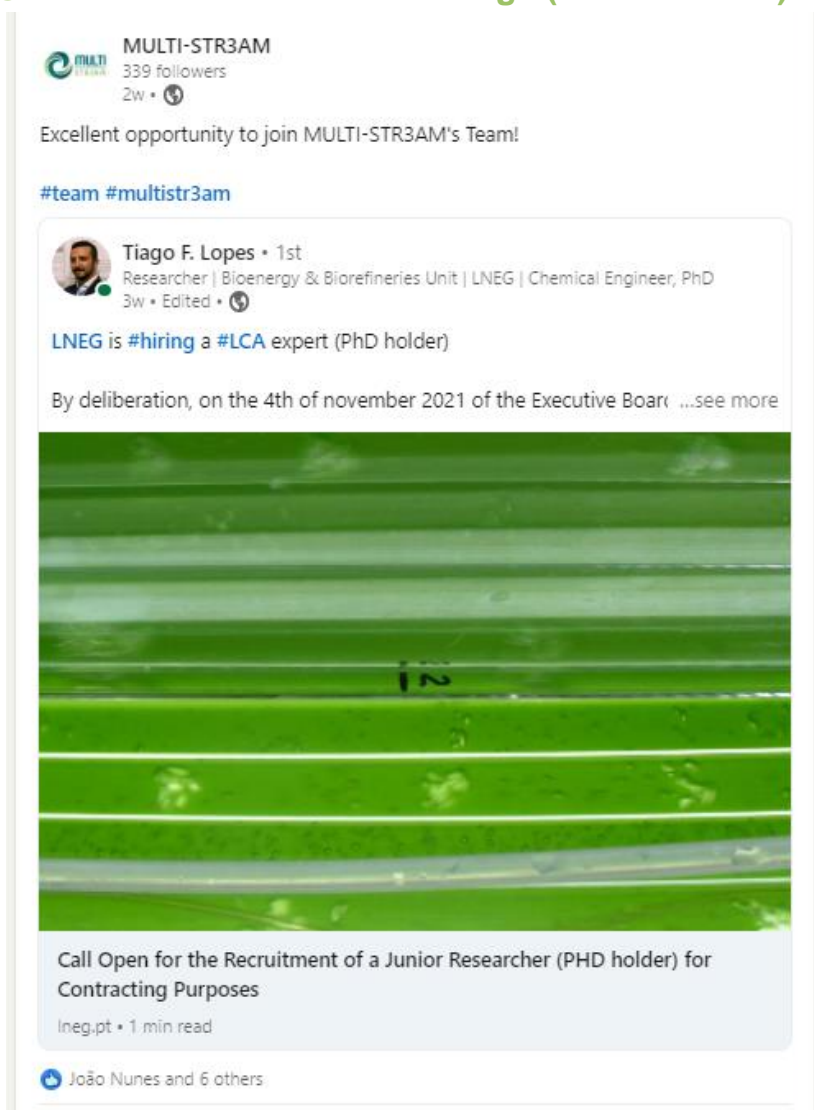 MULTI-STR3AM
MULTI
339 followers
2w •
Excellent opportunity to join MULTI-STR3AM's Team!
#team #multistr3am
Tiago F. Lopes • 1st
Researcher | Bioenergy & Biorefineries Unit | LNEG | Chemical Engineer, PhD
3w • Edited •
LNEG is #hiring a #LCA expert (PhD holder)
By deliberation, on the 4th of november 2021 of the Executive Boar ...see more
2
Call Open for the Recruitment of a Junior Researcher (PHD holder) for
Contracting Purposes
lneg.pt • 1 min read
João Nunes and 6 others